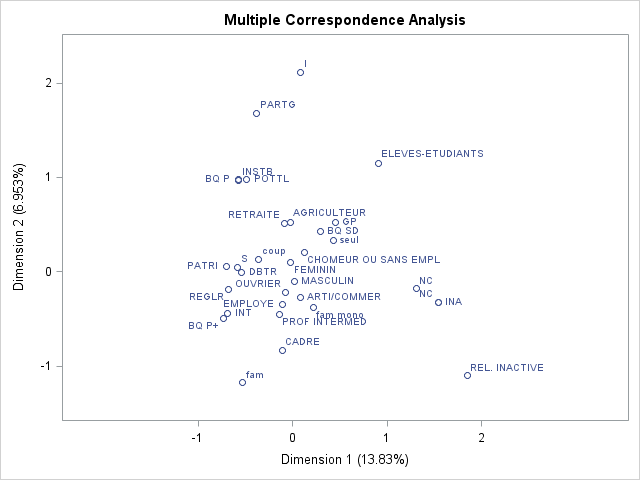 Multiple Correspondence Analysis
I
2
PARTG
ELEVES-ETUDIANTS
INSTB
BQ P
POTTL
1
RETRAITE
AGRICULTEUR
GP
BQ SD
seul
coup
S
CHOMEUR OU SANS EMPL
PATRI
DBTR
FEMININ
0
OUVRIER
MASCULIN
NC
REGLR
EMPLOYE
ARTI/COMMER
NC
INA
INT
fam mono
BQ P+
PROF INTERMED
CADRE
-1
fam
REL. INACTIVE
Dimension 2 (6.953%)
-1
0
1
2
Dimension 1 (13.83%)